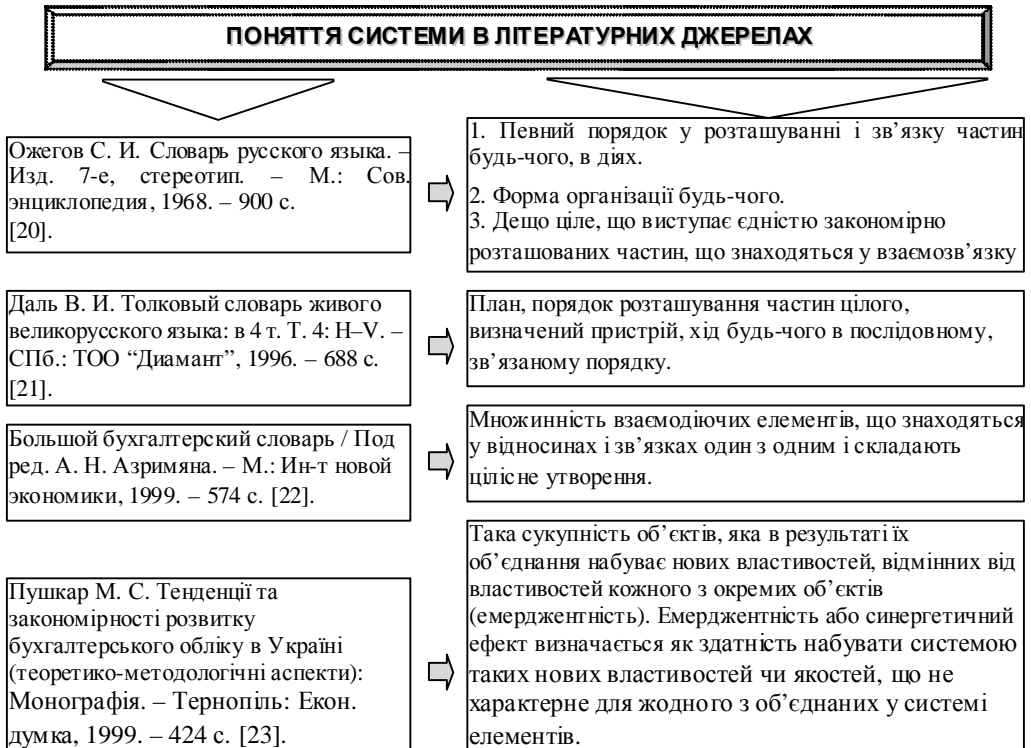 ПОНЯТТЯ СИСТЕМИ В ЛІТЕРАТУРНИХ ДЖЕРЕЛАХ
Ожегов С. И. Словарь русского языка. –
Изд. 7-е, стереотип. – М.: Сов.
энциклопедия, 1968. – 900 с.
[20].
1. Певний порядок у розташуванні і зв’язку частин
будь-чого, в діях.
2. Форма організації будь-чого.
3. Дещо ціле, що виступає єдністю закономірно
розташованих частин, що знаходяться у взаємозв’язку
Даль В. И. Толковый словарь живого
великорусского языка: в 4 т. Т. 4: Н–V. –
СПб.: ТОО “Диамант”, 1996. – 688 с.
[21].
План, порядок розташування частин цілого,
визначений пристрій, хід будь-чого в послідовному,
зв’язаному порядку.
Большой бухгалтерский словарь / Под
ред. А. Н. Азримяна. – М.: Ин-т новой
экономики, 1999. – 574 с. [22].
Множинність взаємодіючих елементів, що знаходяться
у відносинах і зв’язках один з одним і складають
цілісне утворення.
Пушкар М. С. Тенденції та
закономірності розвитку
бухгалтерського обліку в Україні
(теоретико-методологічні аспекти):
Монографія. – Тернопіль: Екон.
думка, 1999. – 424 с. [23].
Така сукупність об’єктів, яка в результаті їх
об’єднання набуває нових властивостей, відмінних від
властивостей кожного з окремих об’єктів
(емерджентність). Емерджентність або синергетичний
ефект визначається як здатність набувати системою
таких нових властивостей чи якостей, що не
характерне для жодного з об’єднаних у системі
елементів.